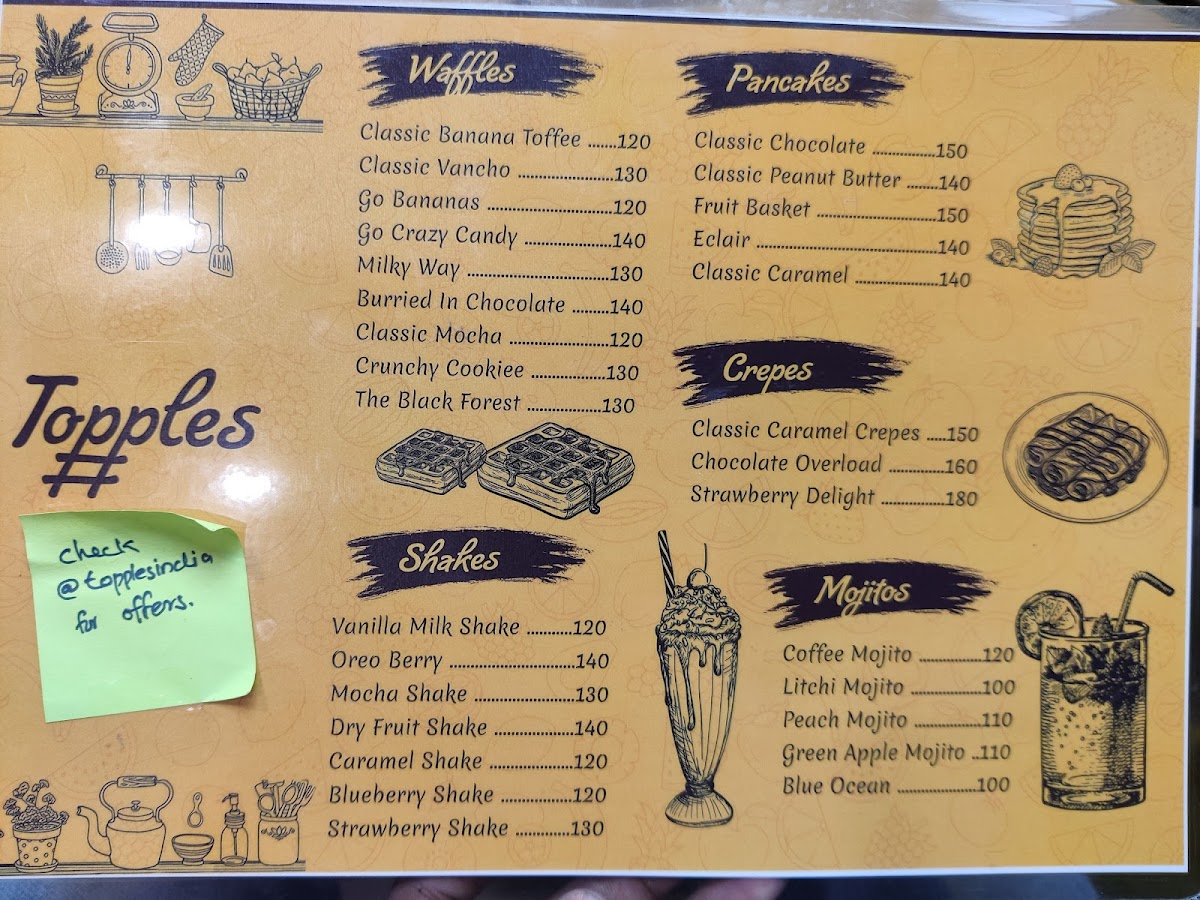 Topples
#
check
@topplesindia
for offers.
Waffles
Classic Banana Toffee .......120
Classic Vancho ......................130
Go Bananas .............................120
Go Crazy Candy ....................140
Milky Way ................................130
Burried In Chocolate .........140
Classic Mocha ........................120
Crunchy Cookiee .................130
The Black Forest .................130
Shakes
Vanilla Milk Shake ...........120
Oreo Berry ...............................140
Mocha Shake ........................130
Dry Fruit Shake ..................140
Caramel Shake ....................120
Blueberry Shake .................120
Strawberry Shake .............130
Pancakes
Classic Chocolate ...............150
Classic Peanut Butter ........140
Fruit Basket .............................150
Eclair ............................................140
Classic Caramel ....................140
Crepes
Classic Caramel Crepes .....150
Chocolate Overload ...............160
Strawberry Delight ...............180
Mojitos
Coffee Mojito ...............120
Litchi Mojito .................100
Peach Mojito ................110
Green Apple Mojito ..110
Blue Ocean ...................100